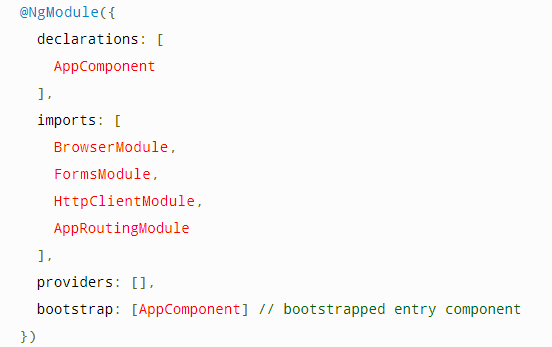 @NgModule({
  declarations: [
    AppComponent
  ],
  imports: [
    BrowserModule,
    FormsModule,
    HttpClientModule,
    AppRoutingModule
  ],
  providers: [],
  bootstrap: [AppComponent] // bootstrapped entry component
})